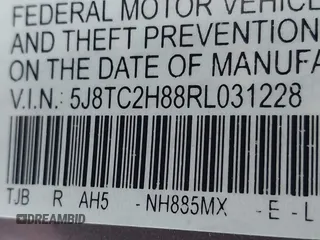 FEDERAL MOTOR VEHICLE
AND THEFT PREVENTION
ON THE DATE OF MANUFA
V.I.N.: 5J8TC2H88RL031228
TJB R AH5 -NH885MX -E-L
DREAMBID